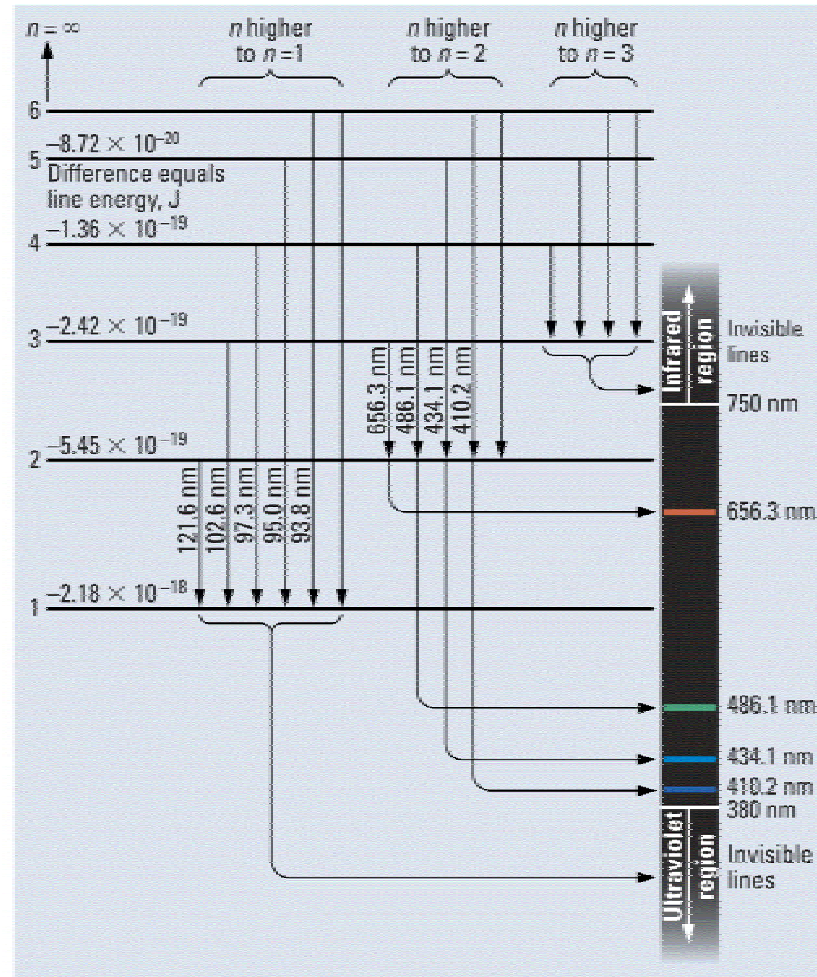 n = ∞
n higher
to n = 1
n higher
to n = 2
n higher
to n = 3
6
–8.72 × 10–20
5
Difference equals
line energy, J
–1.36 × 10–19
4
–2.42 × 10–19
3
–5.45 × 10–19
2
–2.18 × 10–18
1
121.6 nm
102.6 nm
97.3 nm
95.0 nm
93.8 nm
656.3 nm
486.1 nm
434.1 nm
410.2 nm
Infrared
region
Invisible
lines
750 nm
656.3 nm
486.1 nm
434.1 nm
410.2 nm
380 nm
Ultraviolet
region
Invisible
lines